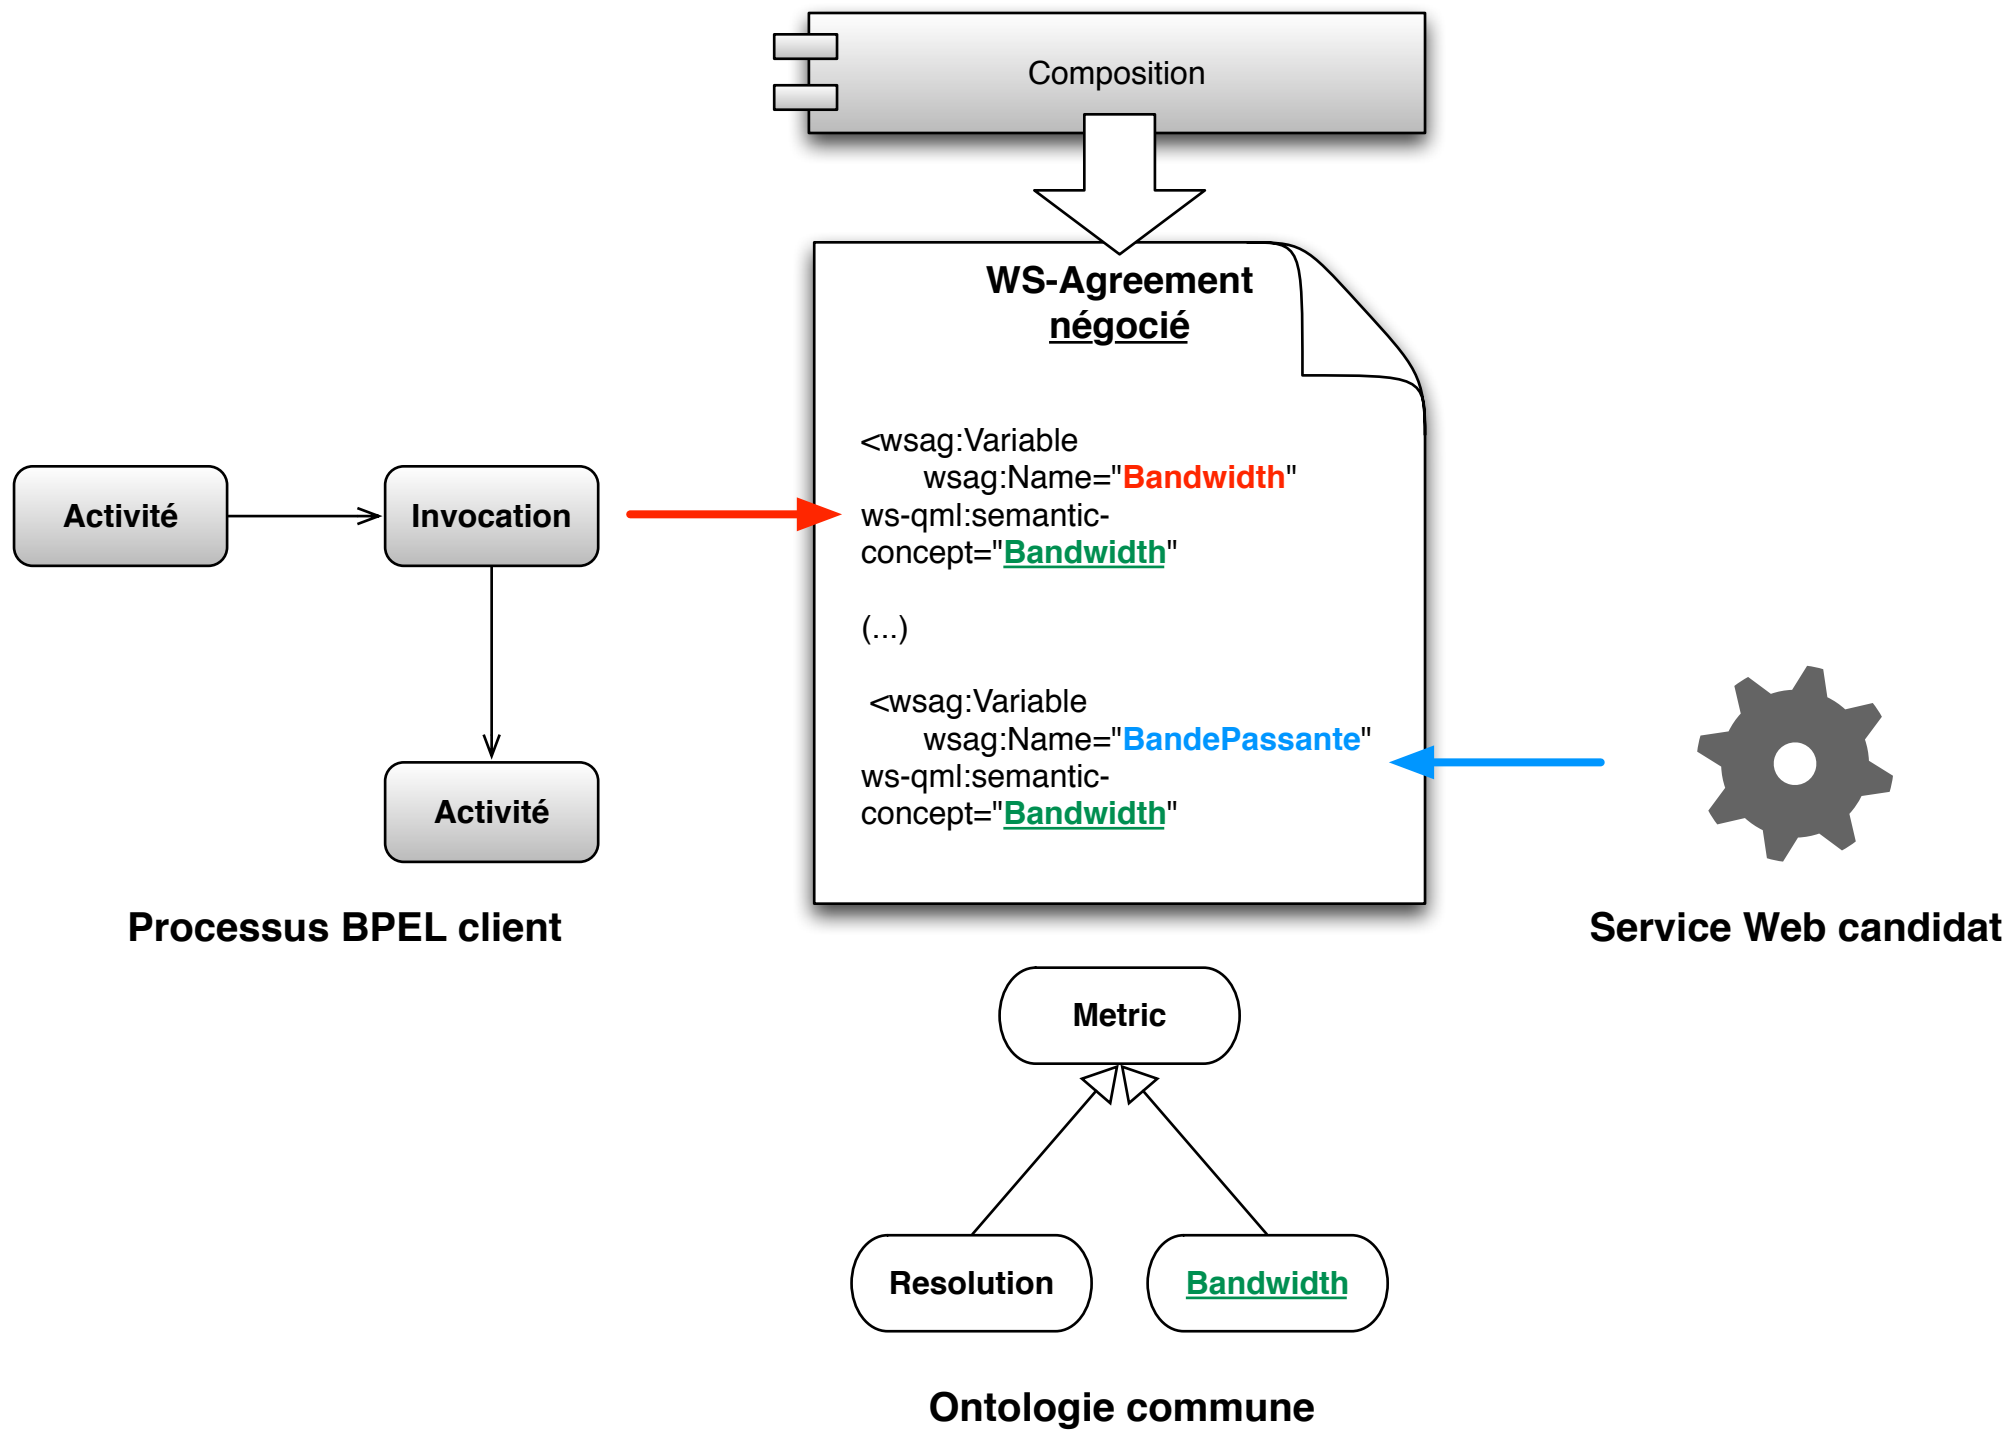 Composition
WS-Agreement
négocié
<wsag:Variable
wsag:Name="Bandwidth"
ws-qml:semantic-
concept="Bandwidth"
(...)
<wsag:Variable
wsag:Name="BandePassante"
ws-qml:semantic-
concept="Bandwidth"
Activité
Invocation
Activité
Processus BPEL client
Service Web candidat
Metric
Resolution
Bandwidth
Ontologie commune